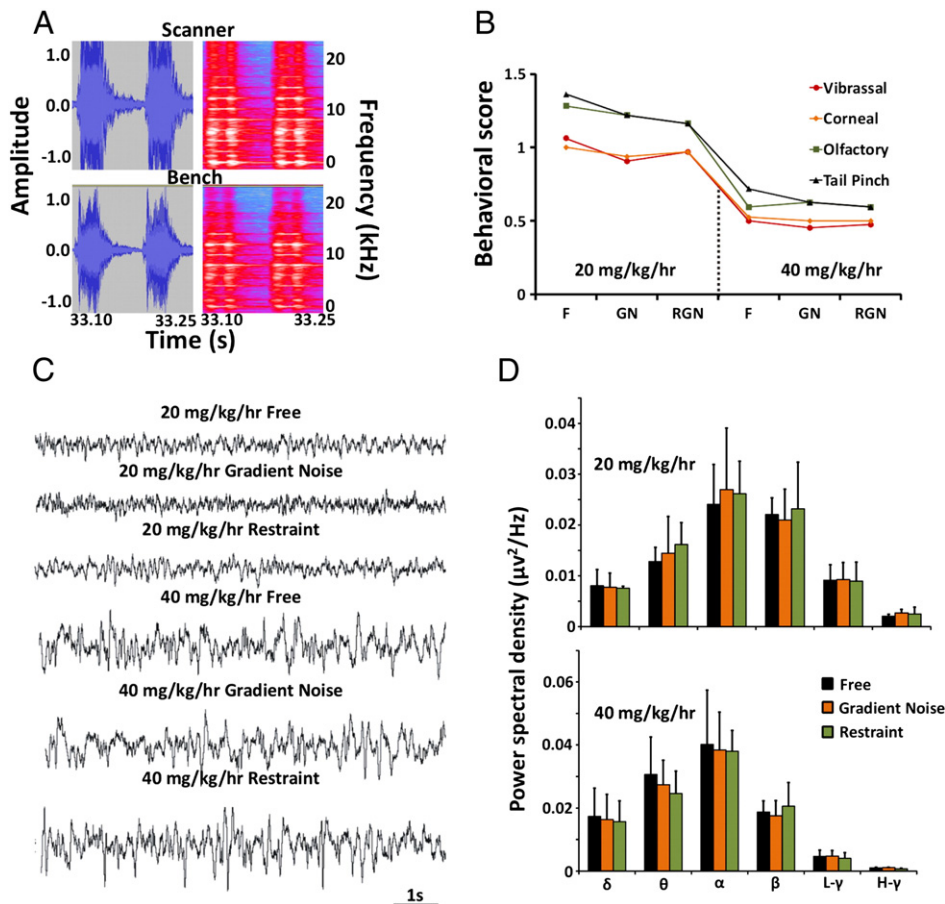 A
Scanner
1.0
0.0
-1.0
20
10
0
Amplitude
Frequency (kHz)
Bench
1.0
0.0
-1.0
20
10
0
33.10 33.25 33.10 33.25
Time (s)
B
Behavioral score
1.5
1
0.5
0
Vibrassal
Corneal
Olfactory
Tail Pinch
20 mg/kg/hr 40 mg/kg/hr
F GN RGN F GN RGN
C
20 mg/kg/hr Free
20 mg/kg/hr Gradient Noise
20 mg/kg/hr Restraint
40 mg/kg/hr Free
40 mg/kg/hr Gradient Noise
40 mg/kg/hr Restraint
1s
D
Power spectral density (μv²/Hz)
0.04
0.03
0.02
0.01
0
20 mg/kg/hr
0.06
0.04
0.02
0
40 mg/kg/hr
Free
Gradient Noise
Restraint
δ θ α β L-γ H-γ